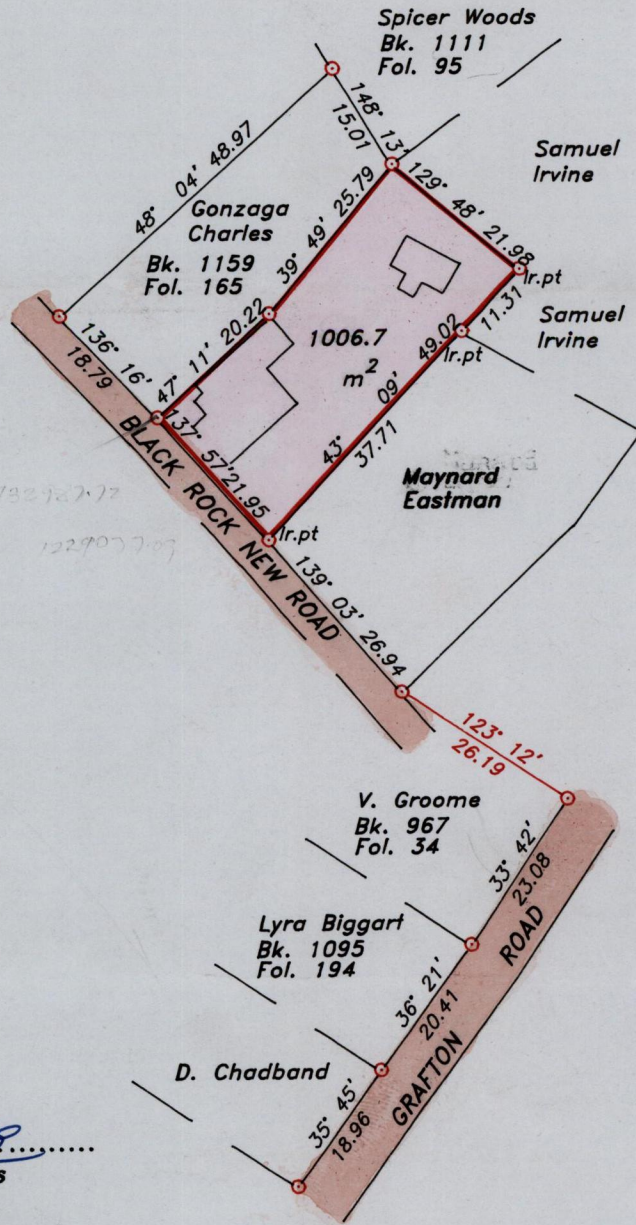 Spicer Woods
Bk. 1111
Fol. 95
148° 13'
15.01
48° 04' 48.97
Samuel
Irvine
129° 48' 21.98
Gonzaga
Charles
Bk. 1159
Fol. 165
39° 49' 25.79
Ir.pt
11.31
Samuel
Irvine
136° 16'
18.79
47° 11' 20.22
1006.7
m²
49.02
Ir.pt
43° 09'
37.71
137° 57' 21.95
BLACK ROCK NEW ROAD
Maynard
Eastman
Ir.pt
139° 03'
26.94
123° 12'
26.19
V. Groome
Bk. 967
Fol. 34
33° 42'
23.08
Lyra Biggart
Bk. 1095
Fol. 194
36° 21'
20.41
GRAFTON ROAD
D. Chadband
35° 45'
18.96